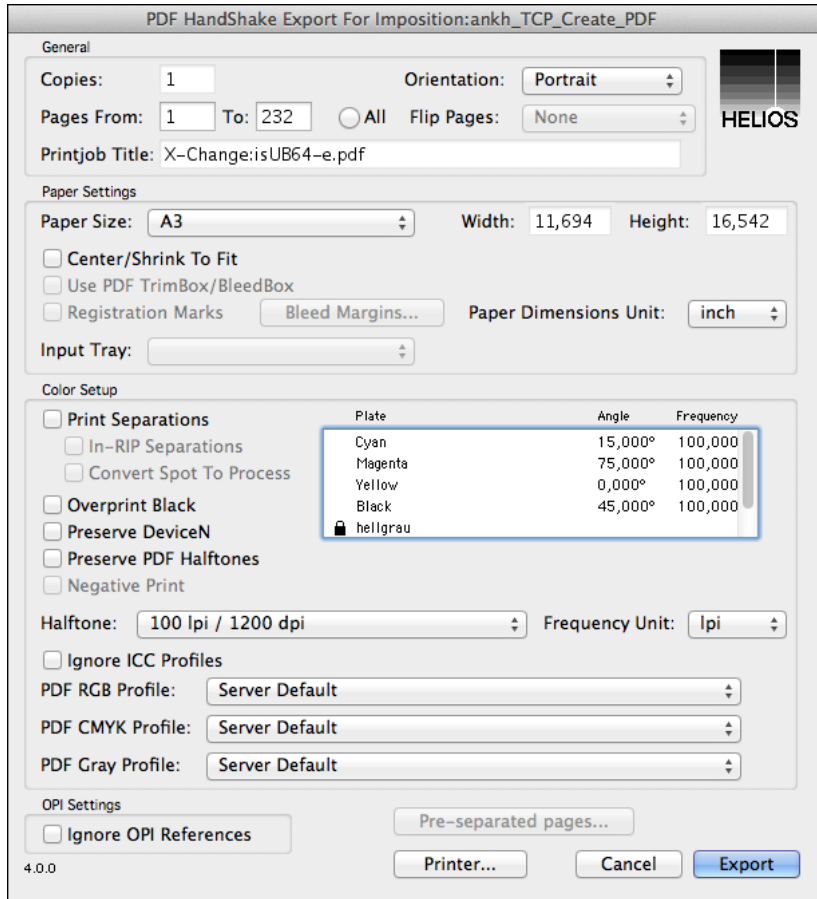 PDF HandShake Export For Imposition:ankh_TCP_Create_PDF
General
Copies: 1 Orientation: Portrait
Pages From: 1 To: 232 All Flip Pages: None
HELIOS
Printjob Title: X-Change:isUB64-e.pdf
Paper Settings
Paper Size: A3 Width: 11,694 Height: 16,542
Center/Shrink To Fit
Use PDF TrimBox/BleedBox
Registration Marks Bleed Margins... Paper Dimensions Unit: inch
Input Tray:
Color Setup
Print Separations
In-RIP Separations
Convert Spot To Process
Overprint Black
Preserve DeviceN
Preserve PDF Halftones
Negative Print
Plate Angle Frequency
Cyan 15,000° 100,000
Magenta 75,000° 100,000
Yellow 0,000° 100,000
Black 45,000° 100,000
hellgrau
Halftone: 100 lpi / 1200 dpi Frequency Unit: lpi
Ignore ICC Profiles
PDF RGB Profile: Server Default
PDF CMYK Profile: Server Default
PDF Gray Profile: Server Default
OPI Settings
Ignore OPI References
Pre-separated pages...
4.0.0
Printer... Cancel Export